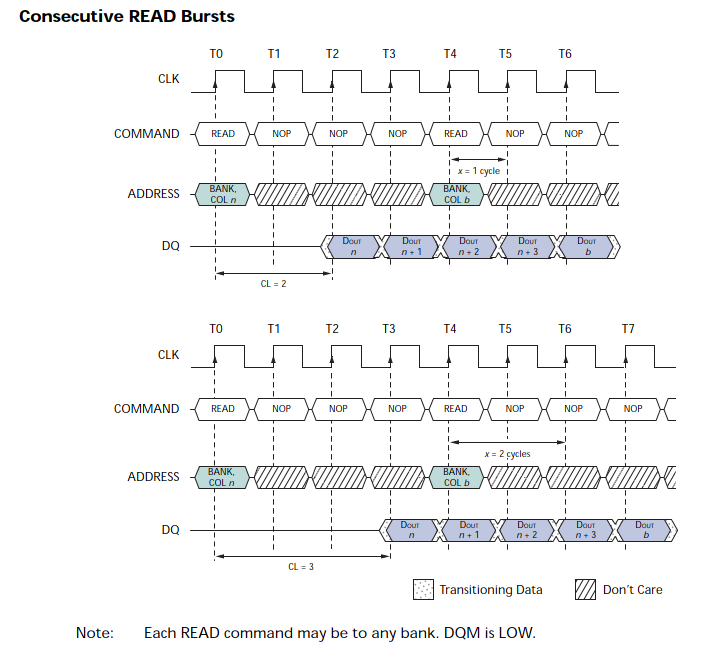 Consecutive READ Bursts
T0 T1 T2 T3 T4 T5 T6
CLK
COMMAND READ NOP NOP NOP READ NOP NOP
x = 1 cycle
ADDRESS BANK, COL n BANK, COL b
DQ DOUT n DOUT n + 1 DOUT n + 2 DOUT n + 3 DOUT b
CL = 2
T0 T1 T2 T3 T4 T5 T6 T7
CLK
COMMAND READ NOP NOP NOP READ NOP NOP NOP
x = 2 cycles
ADDRESS BANK, COL n BANK, COL b
DQ DOUT n DOUT n + 1 DOUT n + 2 DOUT n + 3 DOUT b
CL = 3
Transitioning Data Don't Care
Note: Each READ command may be to any bank. DQM is LOW.